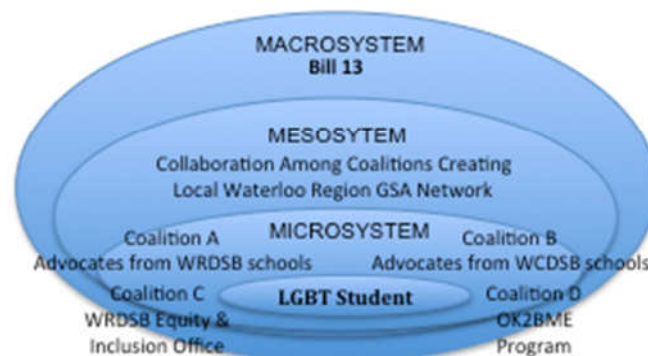 MACROSYSTEM
Bill 13
MESOSYTEM
Collaboration Among Coalitions Creating
Local Waterloo Region GSA Network
MICROSYSTEM
Coalition A
Advocates from WRDSB schools
Coalition B
Advocates from WCDSB schools
LGBT Student
Coalition C
WRDSB Equity &
Inclusion Office
Coalition D
OK2BME
Program